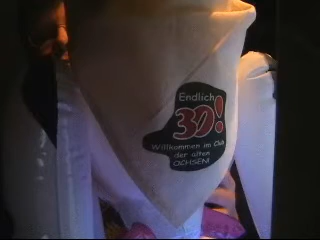 Endlich
30!
Willkommen im Club
der alten
OCHSEN!